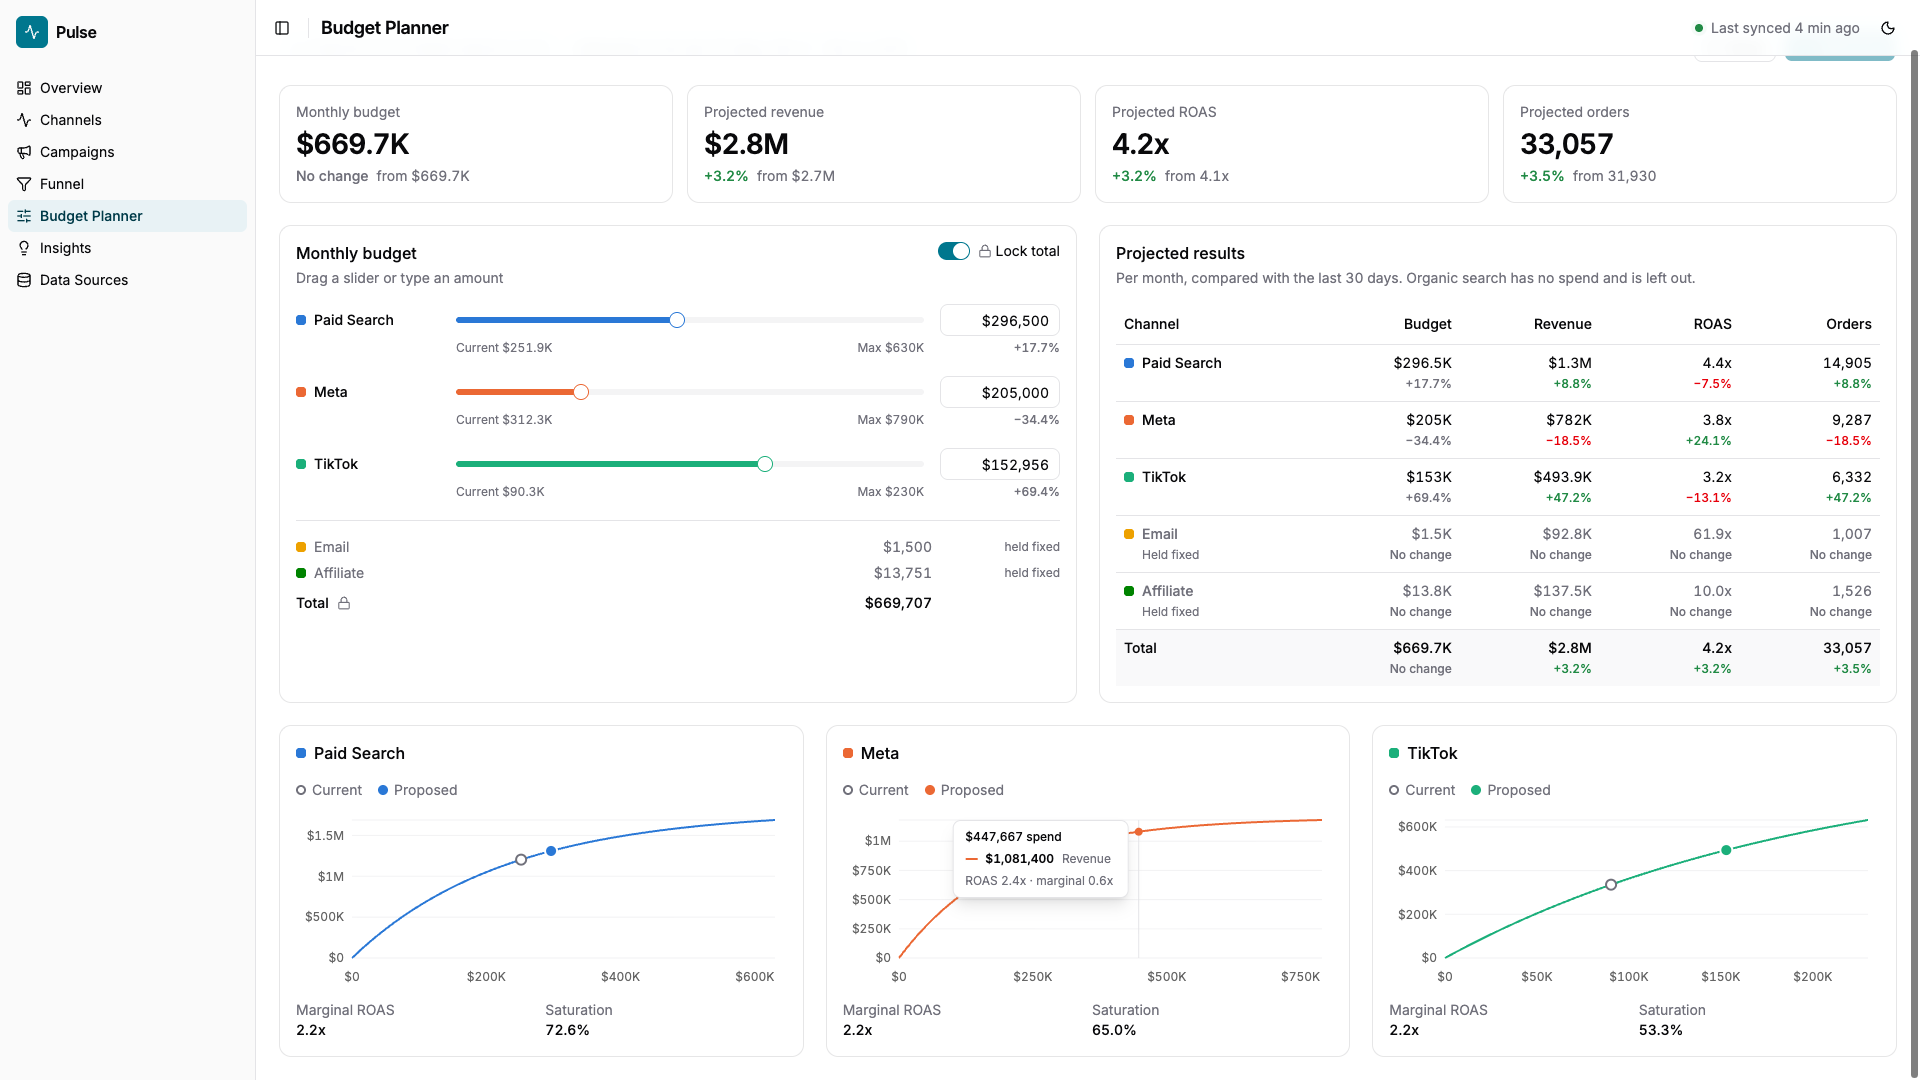 Pulse
Overview
Channels
Campaigns
Funnel
Budget Planner
Insights
Data Sources
Budget Planner
Last synced 4 min ago
Monthly budget
$669.7K
No change from $669.7K
Projected revenue
$2.8M
+3.2% from $2.7M
Projected ROAS
4.2x
+3.2% from 4.1x
Projected orders
33,057
+3.5% from 31,930
Monthly budget
Lock total
Drag a slider or type an amount
Paid Search
$296,500
Current $251.9K
Max $630K
+17.7%
Meta
$205,000
Current $312.3K
Max $790K
−34.4%
TikTok
$152,956
Current $90.3K
Max $230K
+69.4%
Email $1,500 held fixed
Affiliate $13,751 held fixed
Total $669,707
Projected results
Per month, compared with the last 30 days. Organic search has no spend and is left out.
Channel Budget Revenue ROAS Orders
Paid Search $296.5K $1.3M 4.4x 14,905
+17.7% +8.8% −7.5% +8.8%
Meta $205K $782K 3.8x 9,287
−34.4% −18.5% +24.1% −18.5%
TikTok $153K $493.9K 3.2x 6,332
+69.4% +47.2% −13.1% +47.2%
Email $1.5K $92.8K 61.9x 1,007
Held fixed No change No change No change No change
Affiliate $13.8K $137.5K 10.0x 1,526
Held fixed No change No change No change No change
Total $669.7K $2.8M 4.2x 33,057
No change +3.2% +3.2% +3.5%
Paid Search
Current Proposed
$1.5M
$1M
$500K
$0
$0 $200K $400K $600K
Marginal ROAS Saturation
2.2x 72.6%
Meta
Current Proposed
$1M
$750K
$500K
$250K
$0
$447,667 spend
$1,081,400 Revenue
ROAS 2.4x · marginal 0.6x
$0 $250K $500K $750K
Marginal ROAS Saturation
2.2x 65.0%
TikTok
Current Proposed
$600K
$400K
$200K
$0
$0 $50K $100K $150K $200K
Marginal ROAS Saturation
2.2x 53.3%